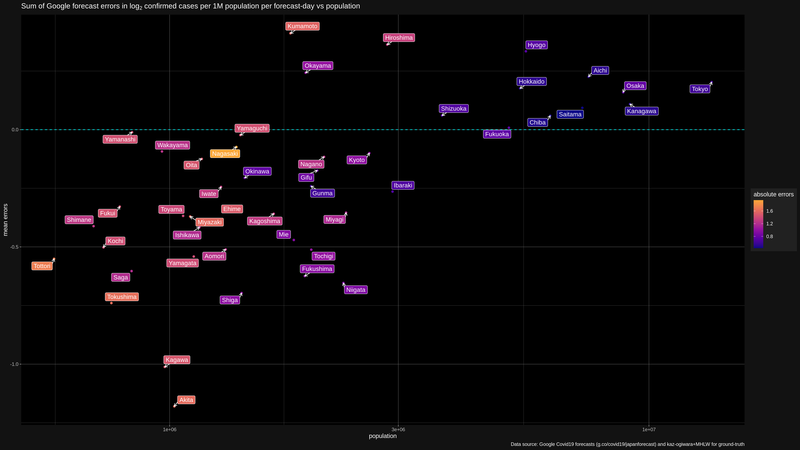 Sum of Google forecast errors in log₂ confirmed cases per 1M population per forecast-day vs population
Kumamoto
Hiroshima
Hyogo
Okayama
Aichi
Hokkaido
Osaka
Tokyo
Shizuoka
Kanagawa
Saitama
Chiba
0.0
Yamaguchi
Fukuoka
Yamanashi
Wakayama
Nagasaki
Kyoto
Oita
Nagano
Okinawa
Gifu
Ibaraki
Iwate
Gunma
absolute errors
1.6
1.2
0.8
Fukui
Toyama
Ehime
Shimane
Miyazaki
Kagoshima
Miyagi
mean errors
Ishikawa
Mie
Kochi
-0.5
Aomori
Tochigi
Tottori
Yamagata
Fukushima
Saga
Niigata
Tokushima
Shiga
Kagawa
-1.0
Akita
1e+06
3e+06
1e+07
population
Data source: Google Covid19 forecasts (g.co/covid19/japanforecast) and kaz-ogiwara+MHLW for ground-truth